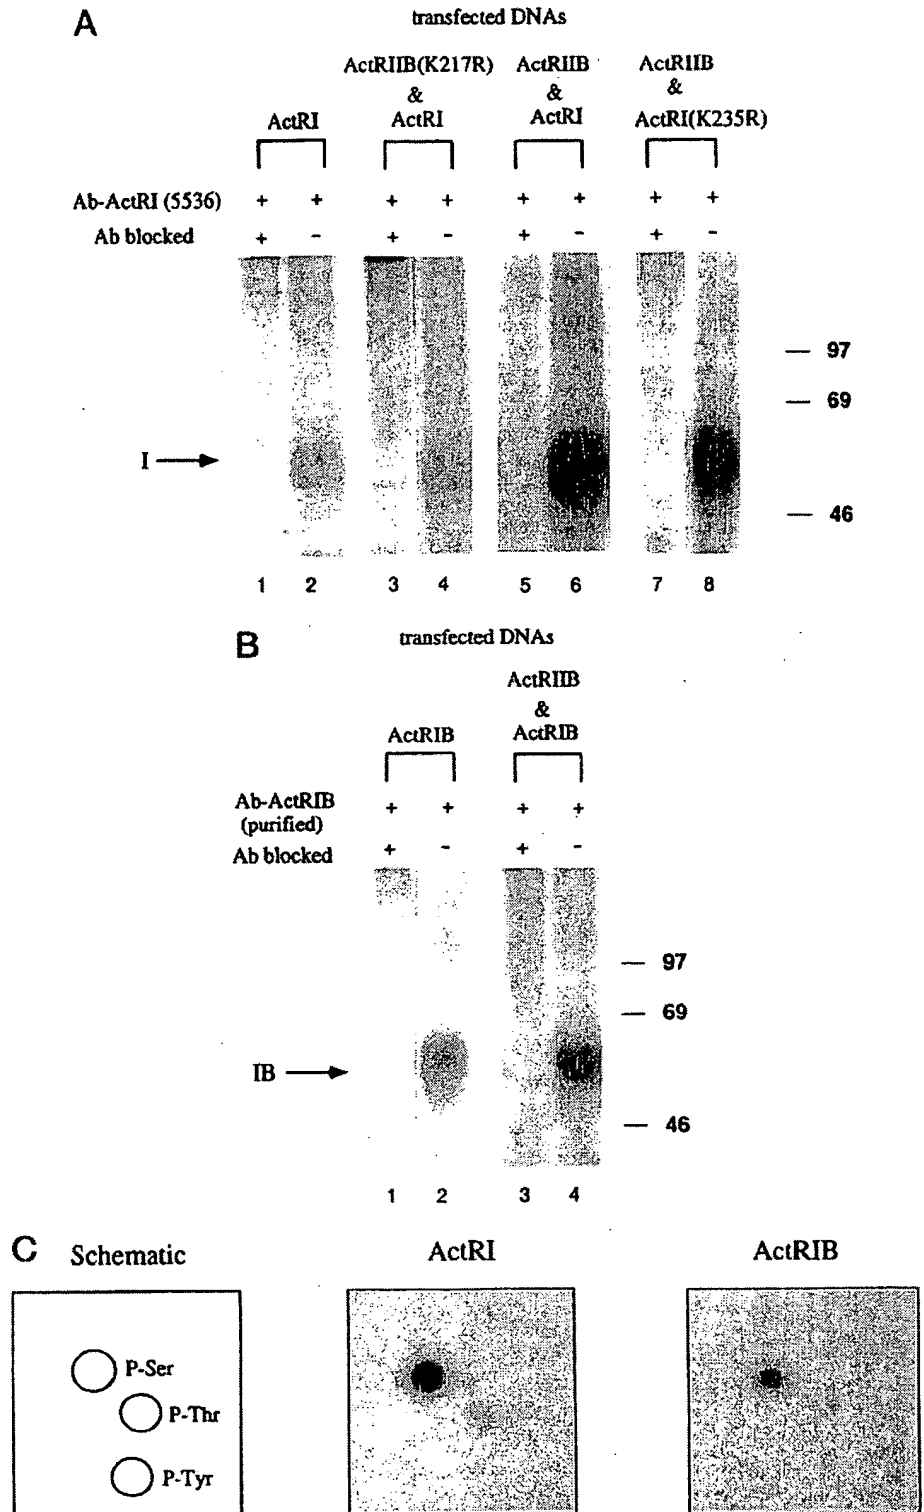 A
transfected DNAs
ActRIIB(K217R) ActRIIB ActRIIB
& & &
ActRI ActRI ActRI ActRI(K235R)
Ab-ActRI (5536) + + + + + + + +
Ab blocked + - + - + - + -
97
69
I
46
1 2 3 4 5 6 7 8
B
transfected DNAs
ActRIIB
&
ActRIB ActRIB
Ab-ActRIB + + + +
(purified)
Ab blocked + - + -
97
69
IB
46
1 2 3 4
C Schematic ActRI ActRIB
P-Ser
P-Thr
P-Tyr